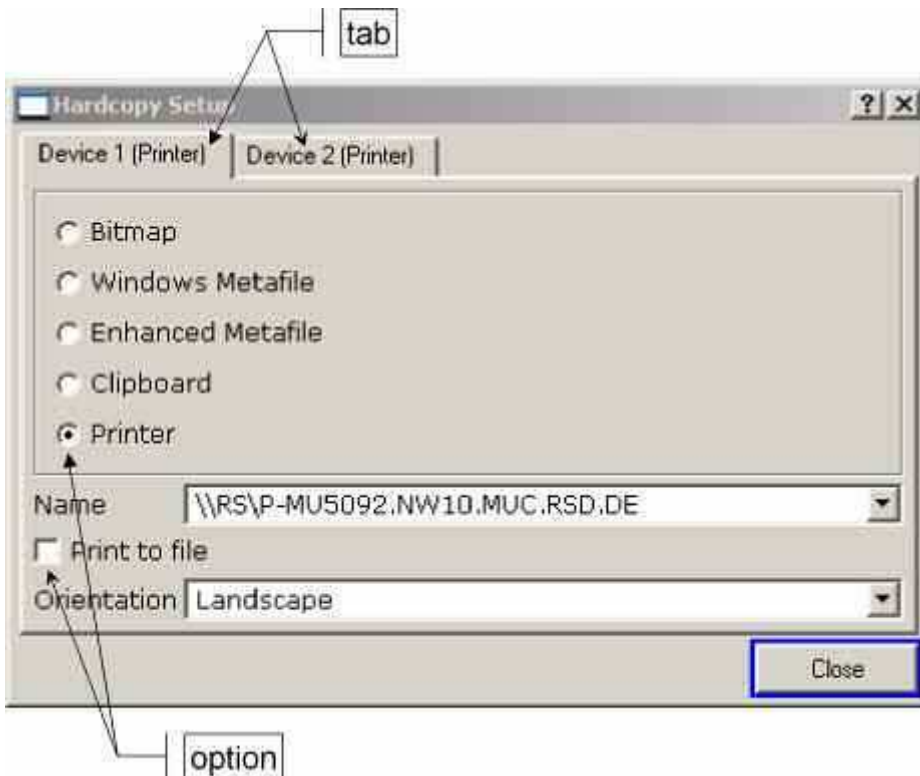 tab
Hardcopy Setup
Device 1 (Printer)
Device 2 (Printer)
Bitmap
Windows Metafile
Enhanced Metafile
Clipboard
Printer
Name \\RS\P-MU5092.NW10.MUC.RSD.DE
Print to file
Orientation Landscape
Close
option